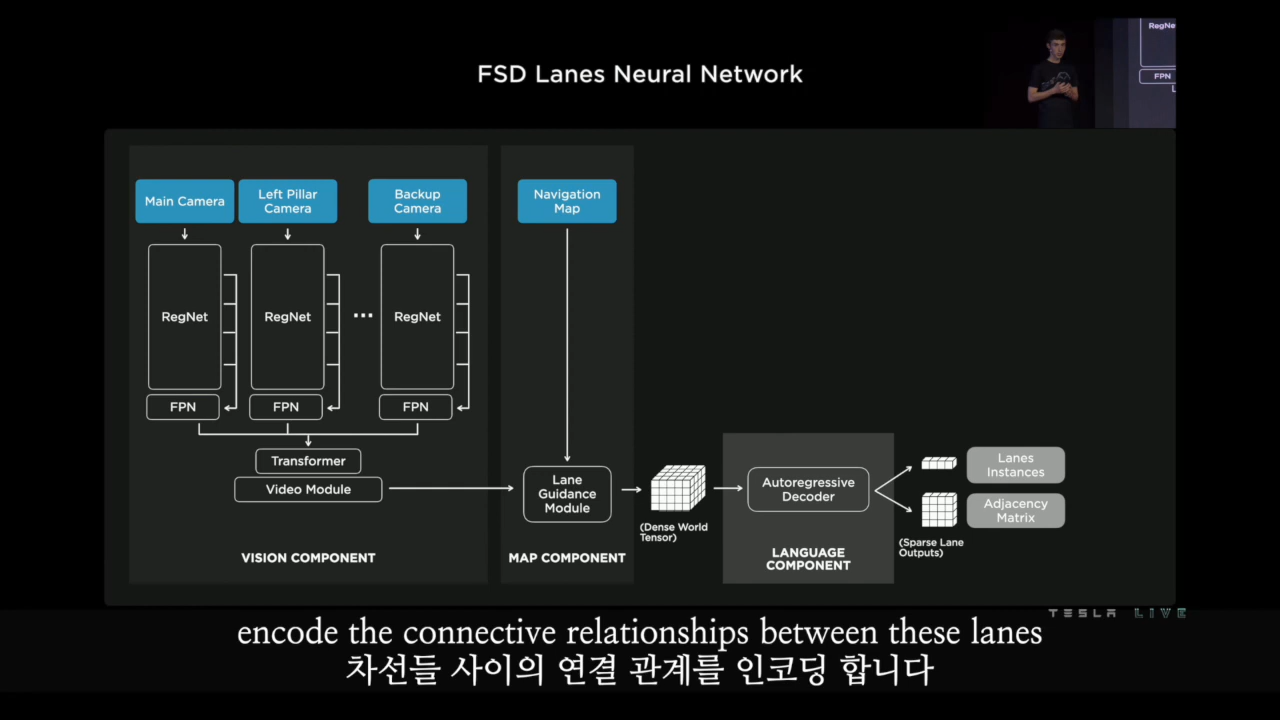 FSD Lanes Neural Network
RegNe
FPN
L
Main Camera
Left Pillar
Camera
Backup
Camera
Navigation
Map
RegNet
RegNet
...
RegNet
FPN
FPN
FPN
Transformer
Video Module
Lane
Guidance
Module
(Dense World
Tensor)
Autoregressive
Decoder
Lanes
Instances
Adjacency
Matrix
(Sparse Lane
Outputs)
VISION COMPONENT
MAP COMPONENT
LANGUAGE
COMPONENT
TESLA LIVE
encode the connective relationships between these lanes
차선들 사이의 연결 관계를 인코딩 합니다